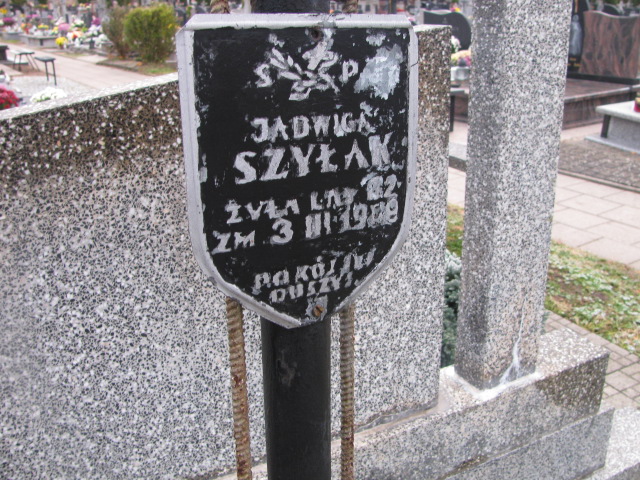 S P
JADWIGA
SZYŁAK
ŻYŁA LAT 82
ZM 3 III 1988
POKÓJ JEJ
DUSZY